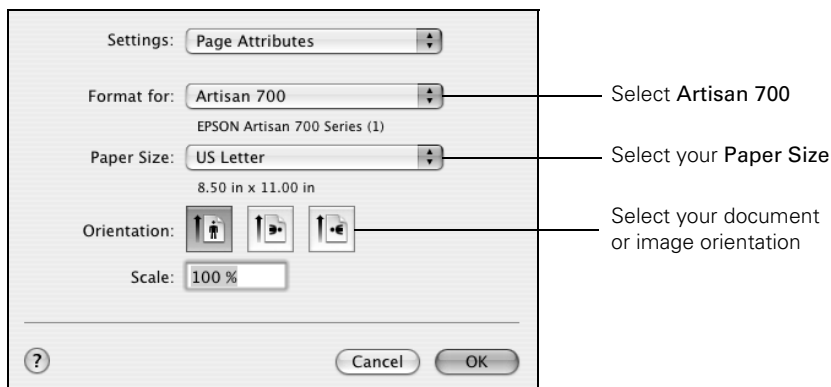 Settings: Page Attributes
Format for: Artisan 700
Select Artisan 700
EPSON Artisan 700 Series (1)
Paper Size: US Letter
Select your Paper Size
8.50 in x 11.00 in
Orientation:
Select your document
or image orientation
Scale: 100 %
? Cancel OK